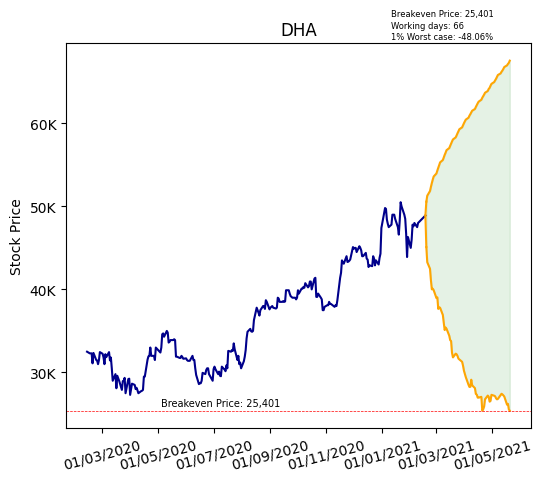 Breakeven Price: 25,401
Working days: 66
1% Worst case: -48.06%
DHA
Stock Price
60K
50K
40K
30K
Breakeven Price: 25,401
01/03/2020
01/05/2020
01/07/2020
01/09/2020
01/11/2020
01/01/2021
01/03/2021
01/05/2021